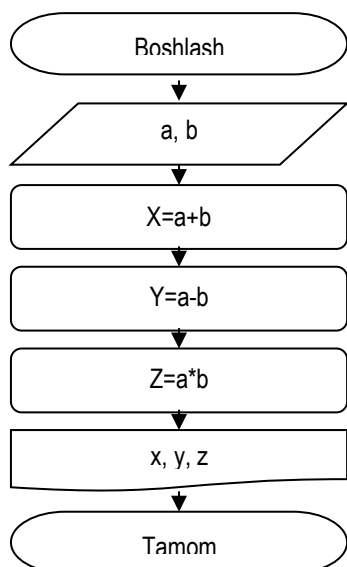 Boshlash
a, b
X=a+b
Y=a-b
Z=a*b
x, y, z
Tamom